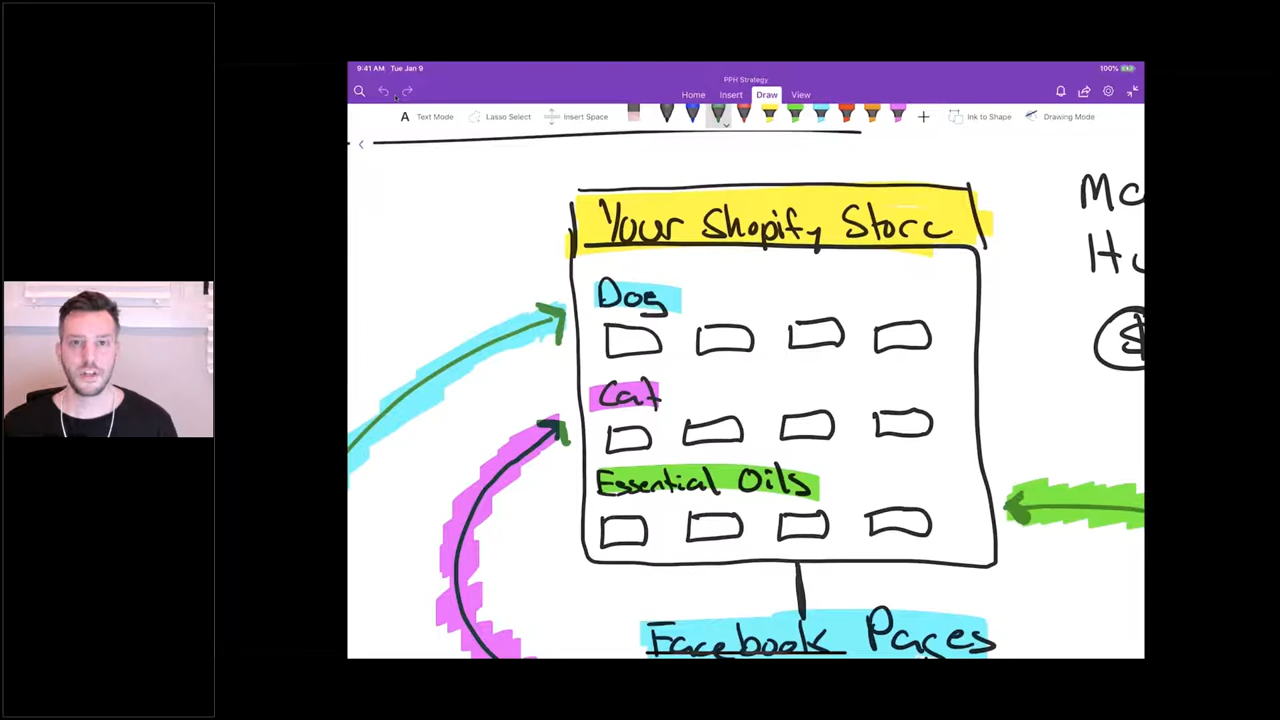 9:41 AM Tue Jan 9
100%
PPH Strategy
Home Insert Draw View
A Text Mode Lasso Select Insert Space + Ink to Shape Drawing Mode
Your Shopify Store
Dog
Cat
Essential Oils
Facebook Pages
$